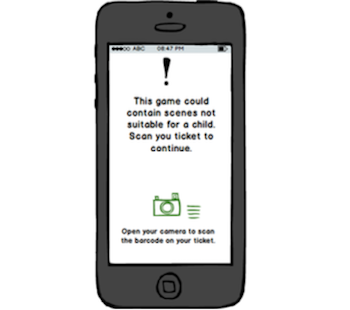 ABC 08:47 PM
!
This game could
contain scenes not
suitable for a child.
Scan you ticket to
continue.
Open your camera to scan
the barcode on your ticket.